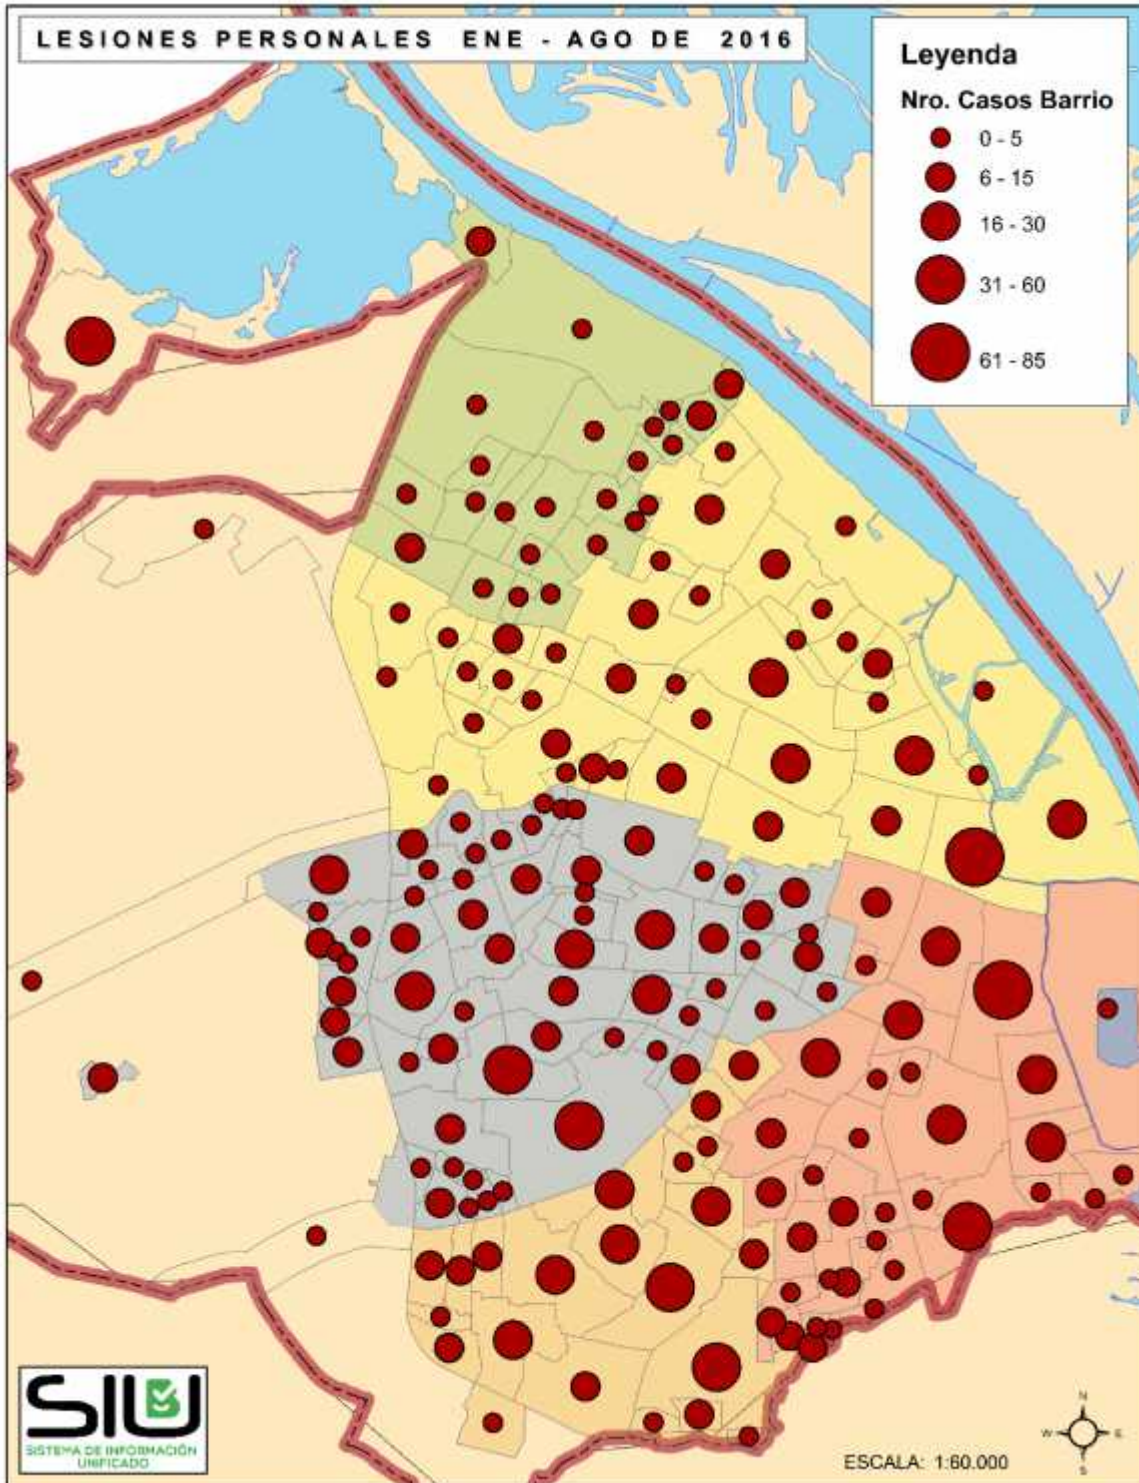 LESIONES PERSONALES ENE - AGO DE 2016
Leyenda
Nro. Casos Barrio
0 - 5
6 - 15
16 - 30
31 - 60
61 - 85
SIU
SISTEMA DE INFORMACIÓN
UNIFICADO
ESCALA: 1:60.000
N
W
E
S